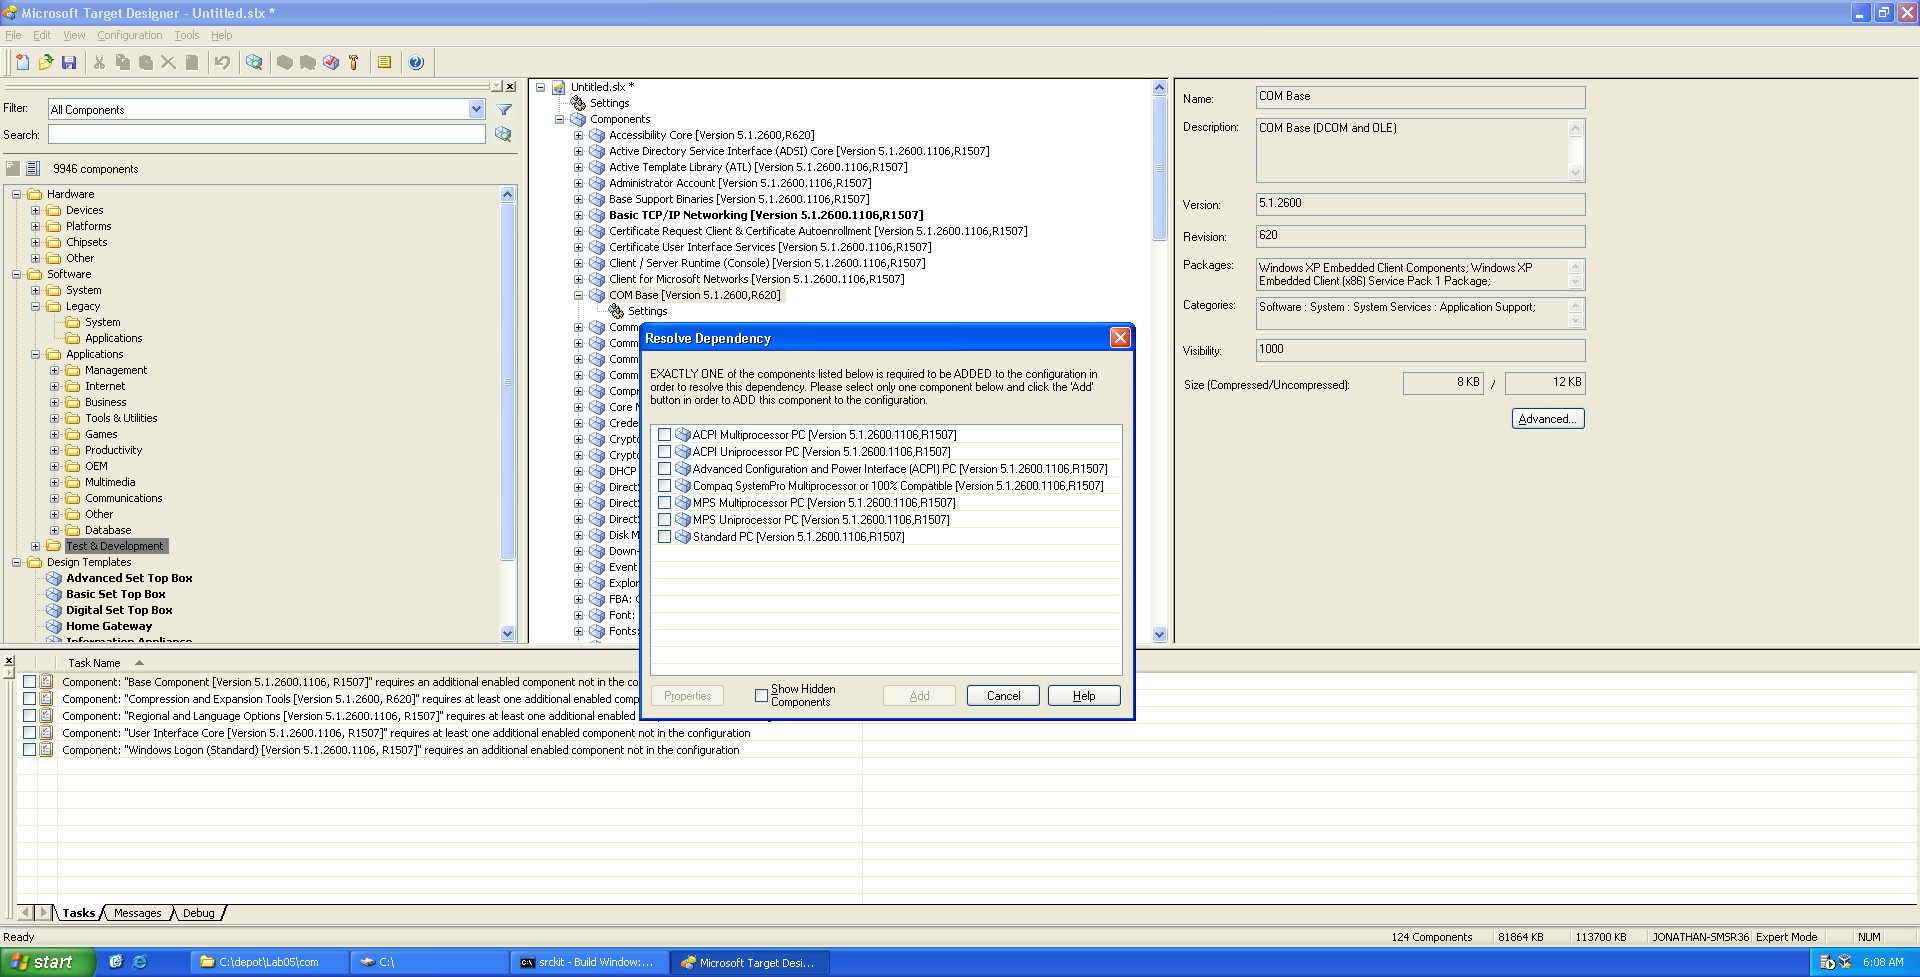 Microsoft Target Designer - Untitled.slx *
File Edit View Configuration Tools Help
Filter: All Components
Search:
9946 components
Hardware
Devices
Platforms
Chipsets
Other
Software
System
Legacy
System
Applications
Applications
Management
Internet
Business
Tools & Utilities
Games
Productivity
OEM
Multimedia
Communications
Other
Database
Test & Development
Design Templates
Advanced Set Top Box
Basic Set Top Box
Digital Set Top Box
Home Gateway
Information Appliance
Untitled.slx *
Settings
Components
Accessibility Core [Version 5.1.2600,R620]
Active Directory Service Interface (ADSI) Core [Version 5.1.2600.1106,R1507]
Active Template Library (ATL) [Version 5.1.2600.1106,R1507]
Administrator Account [Version 5.1.2600.1106,R1507]
Base Support Binaries [Version 5.1.2600.1106,R1507]
Basic TCP/IP Networking [Version 5.1.2600.1106,R1507]
Certificate Request Client & Certificate Autoenrollment [Version 5.1.2600.1106,R1507]
Certificate User Interface Services [Version 5.1.2600.1106,R1507]
Client / Server Runtime (Console) [Version 5.1.2600.1106,R1507]
Client for Microsoft Networks [Version 5.1.2600.1106,R1507]
COM Base [Version 5.1.2600,R620]
Settings
Comm
Comm
Comm
Comm
Compr
Core N
Crede
Crypto
Crypto
DHCP
Direct
Direct
Direct
Disk M
Down-
Event
Explor
FBA:
Font:
Fonts:
Name: COM Base
Description: COM Base (DCOM and OLE)
Version: 5.1.2600
Revision: 620
Packages: Windows XP Embedded Client Components; Windows XP
Embedded Client (x86) Service Pack 1 Package;
Categories: Software : System : System Services : Application Support;
Visibility: 1000
Size (Compressed/Uncompressed): 8 KB / 12 KB
Advanced...
Resolve Dependency
EXACTLY ONE of the components listed below is required to be ADDED to the configuration in
order to resolve this dependency. Please select only one component below and click the 'Add'
button in order to ADD this component to the configuration.
ACPI Multiprocessor PC [Version 5.1.2600.1106,R1507]
ACPI Uniprocessor PC [Version 5.1.2600.1106,R1507]
Advanced Configuration and Power Interface (ACPI) PC [Version 5.1.2600.1106,R1507]
Compaq SystemPro Multiprocessor or 100% Compatible [Version 5.1.2600.1106,R1507]
MPS Multiprocessor PC [Version 5.1.2600.1106,R1507]
MPS Uniprocessor PC [Version 5.1.2600.1106,R1507]
Standard PC [Version 5.1.2600.1106,R1507]
Properties Show Hidden Components Add Cancel Help
Task Name
Component: "Base Component [Version 5.1.2600.1106, R1507]" requires an additional enabled component not in the co
Component: "Compression and Expansion Tools [Version 5.1.2600, R620]" requires at least one additional enabled comp
Component: "Regional and Language Options [Version 5.1.2600.1106, R1507]" requires at least one additional enabled
Component: "User Interface Core [Version 5.1.2600.1106, R1507]" requires at least one additional enabled component not in the configuration
Component: "Windows Logon (Standard) [Version 5.1.2600.1106, R1507]" requires an additional enabled component not in the configuration
Tasks Messages Debug
Ready 124 Components 81864 KB 113700 KB JONATHAN-SMSR36 Expert Mode NUM
start C:\depot\Lab05\com C:\ srckit - Build Window:... Microsoft Target Desi... 6:08 AM